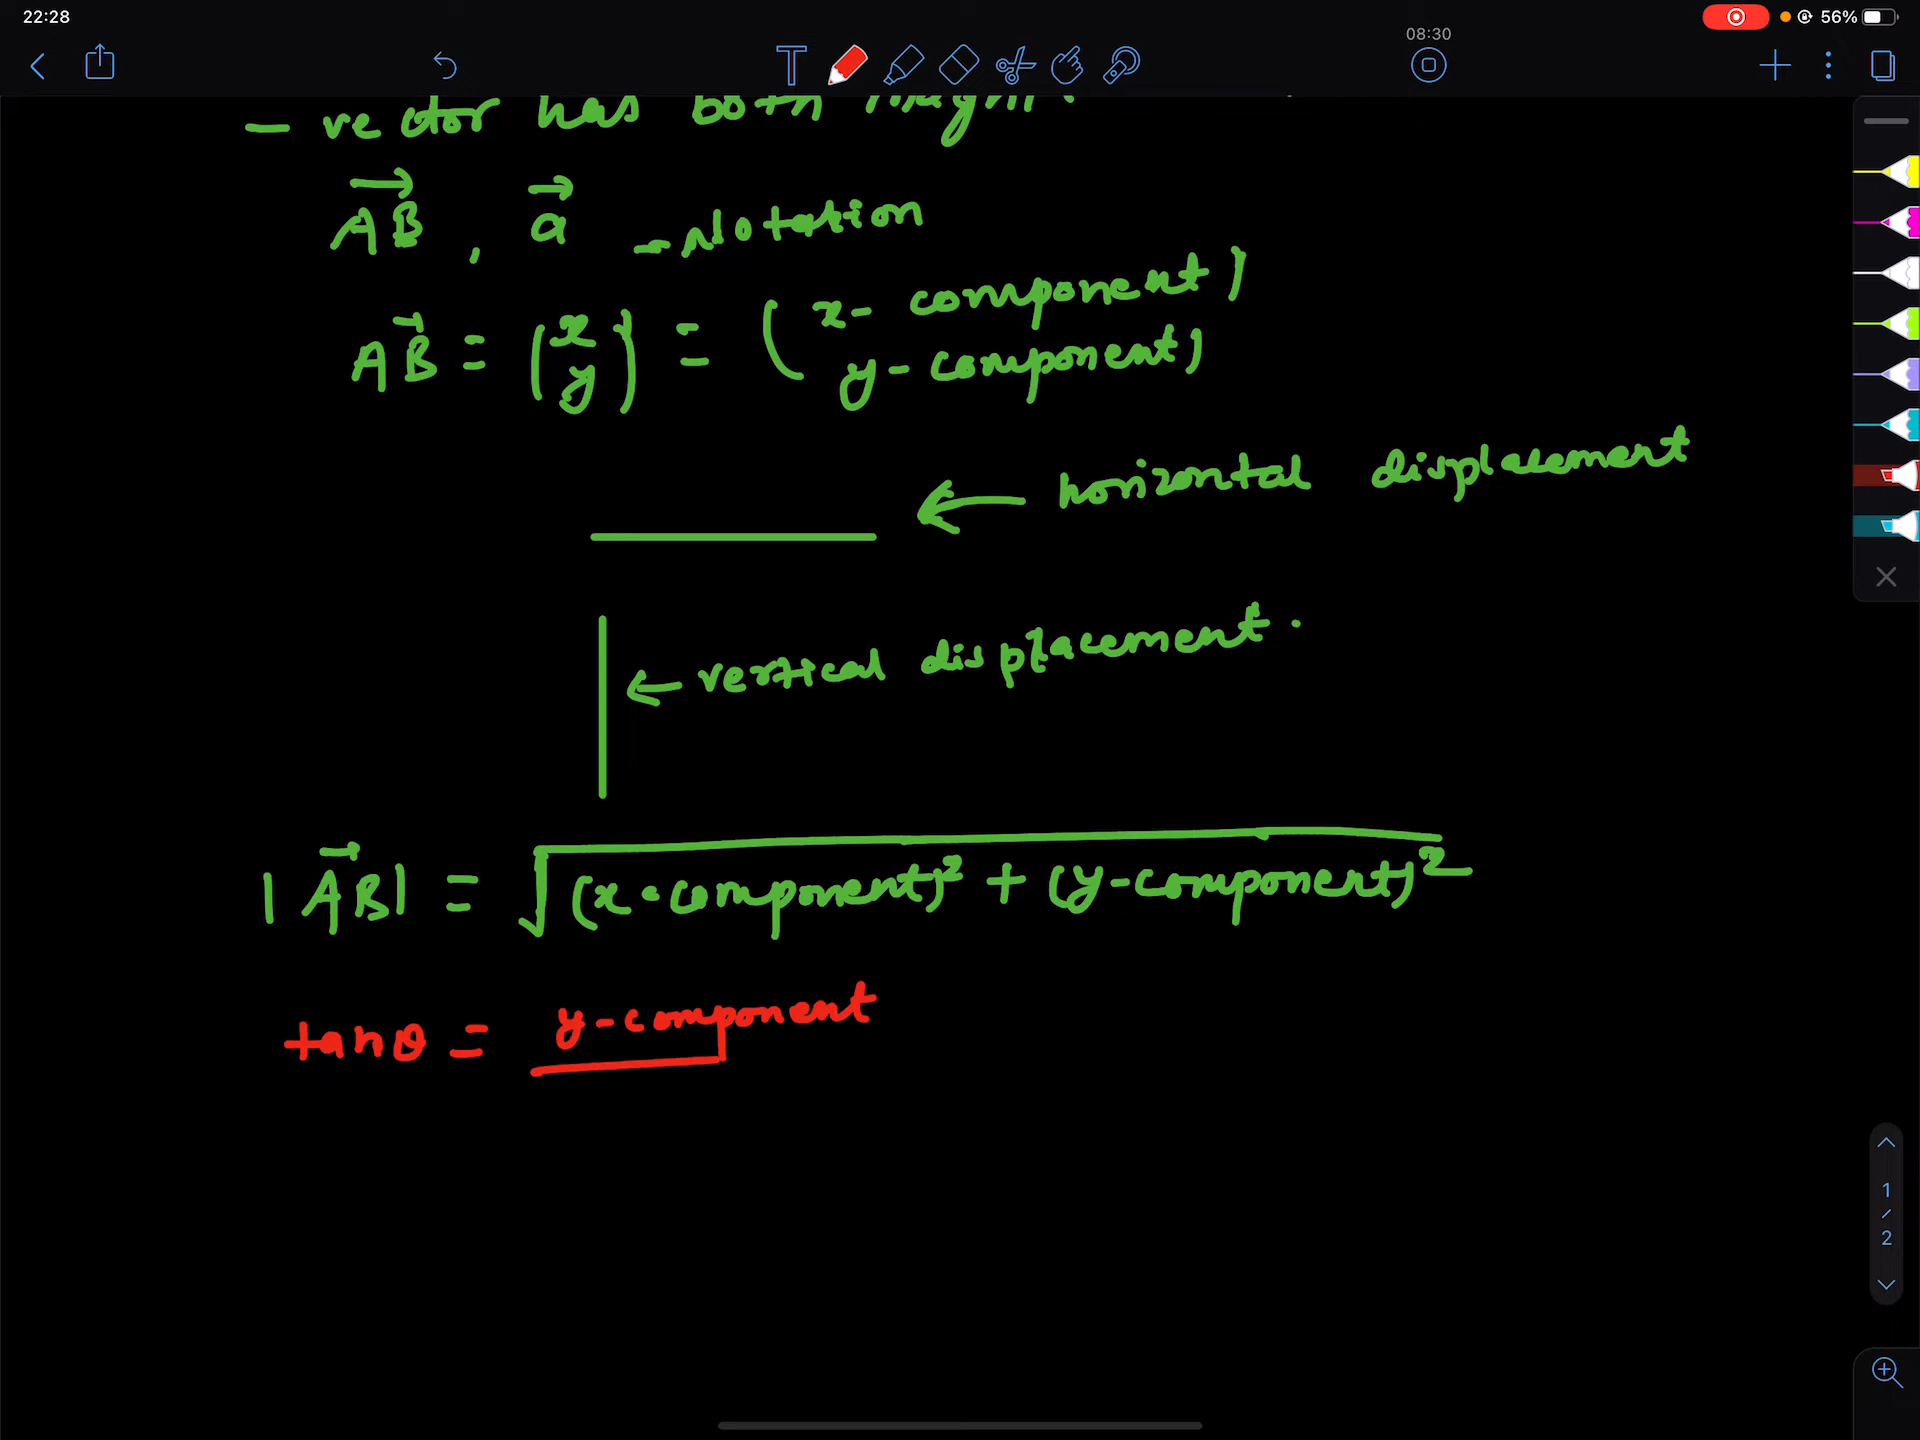 22:28
56%
08:30
- vector has both magn.
AB, a - Notation
AB = (x y) = (x - component)
y - component)
← horizontal displacement
← vertical displacement.
|AB| = √(x - component)² + (y - component)²
tanθ = y - component
1
/
2